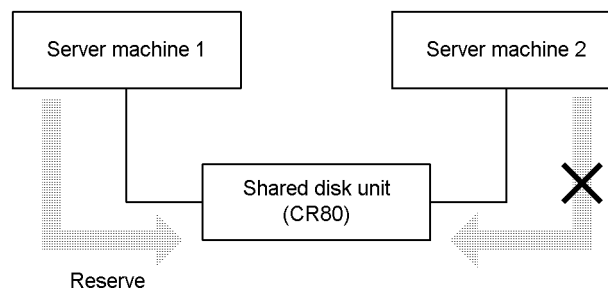 Server machine 1
Server machine 2
Shared disk unit
(CR80)
Reserve